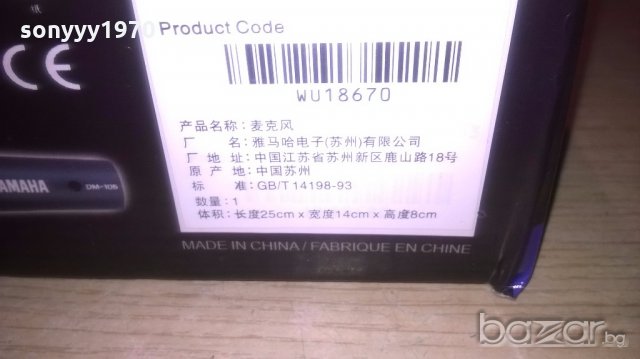 sonyyy1970
Product Code
CE
WU18670
产品名称：麦克风
厂 名：雅马哈电子(苏州)有限公司
厂 地 址：中国江苏省苏州新区鹿山路18号
原 产 地：中国苏州
标 准：GB/T 14198-93
数量：1
体积：长度25cm x 宽度14cm x 高度8cm
YAMAHA DM-105
MADE IN CHINA / FABRIQUE EN CHINE
bazar.bg